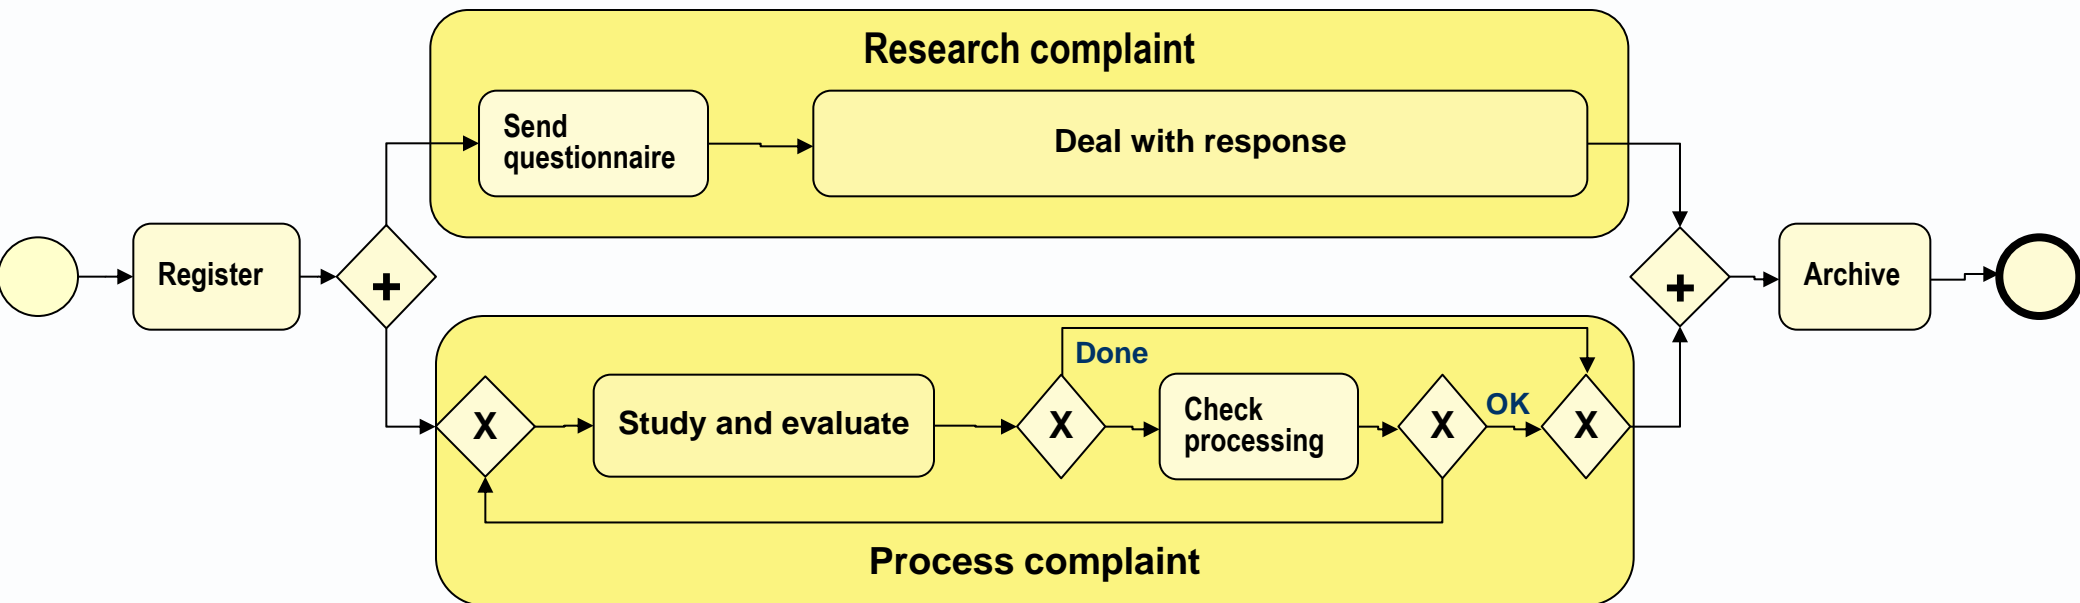 Research complaint
Send
questionnaire
Deal with response
Register
+
+
Archive
Done
X
Study and evaluate
X
Check
processing
X
OK
X
Process complaint